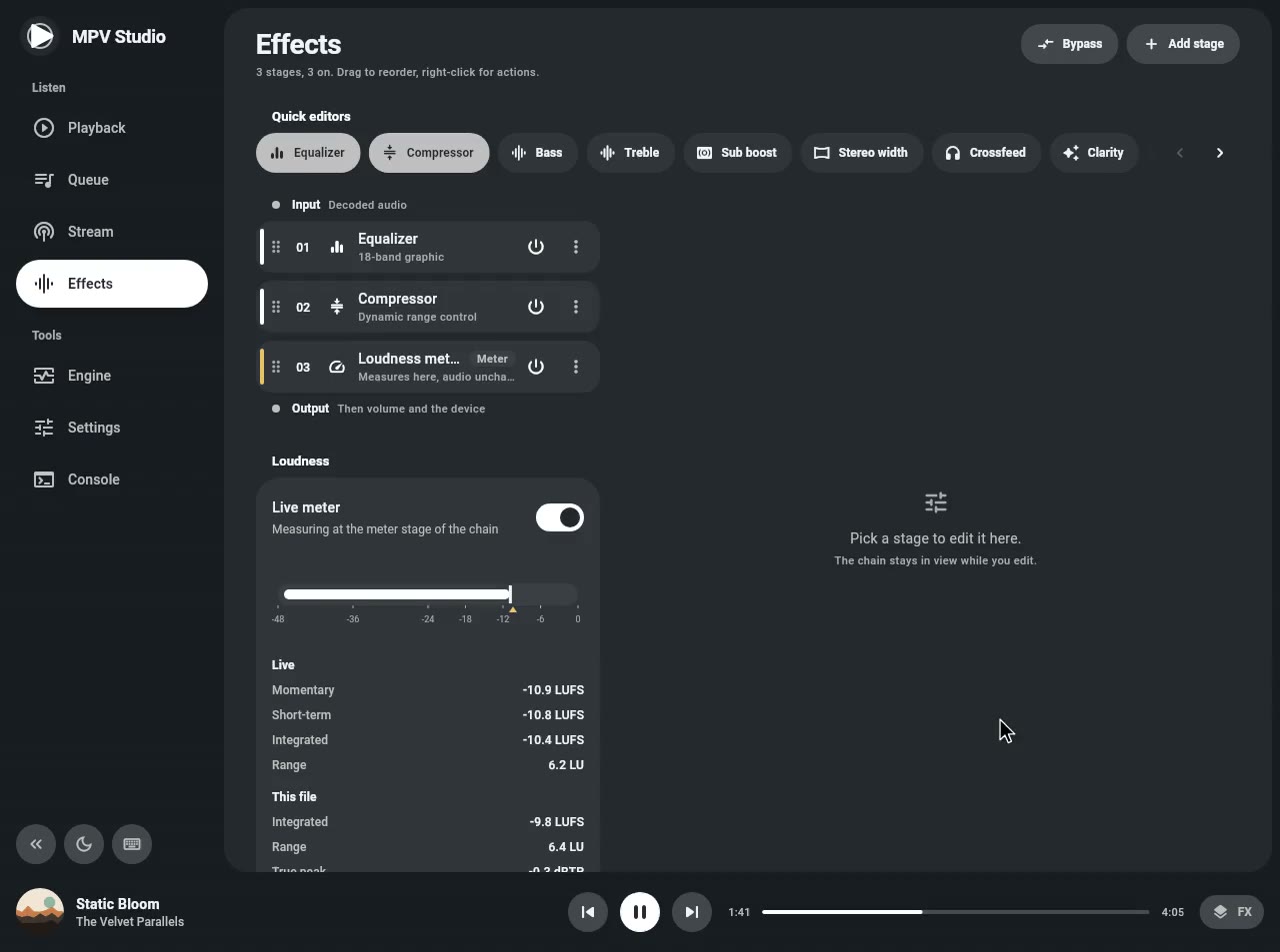 MPV Studio
Listen
Playback
Queue
Stream
Effects
Tools
Engine
Settings
Console
Effects
3 stages, 3 on. Drag to reorder, right-click for actions.
Bypass
Add stage
Quick editors
Equalizer
Compressor
Bass
Treble
Sub boost
Stereo width
Crossfeed
Clarity
Input Decoded audio
01 Equalizer
18-band graphic
02 Compressor
Dynamic range control
03 Loudness met... Meter
Measures here, audio uncha...
Output Then volume and the device
Loudness
Live meter
Measuring at the meter stage of the chain
-48 -36 -24 -18 -12 -6 0
Live
Momentary -10.9 LUFS
Short-term -10.8 LUFS
Integrated -10.4 LUFS
Range 6.2 LU
This file
Integrated -9.8 LUFS
Range 6.4 LU
True peak -0.3 dBTP
Pick a stage to edit it here.
The chain stays in view while you edit.
Static Bloom
The Velvet Parallels
1:41
4:05
FX